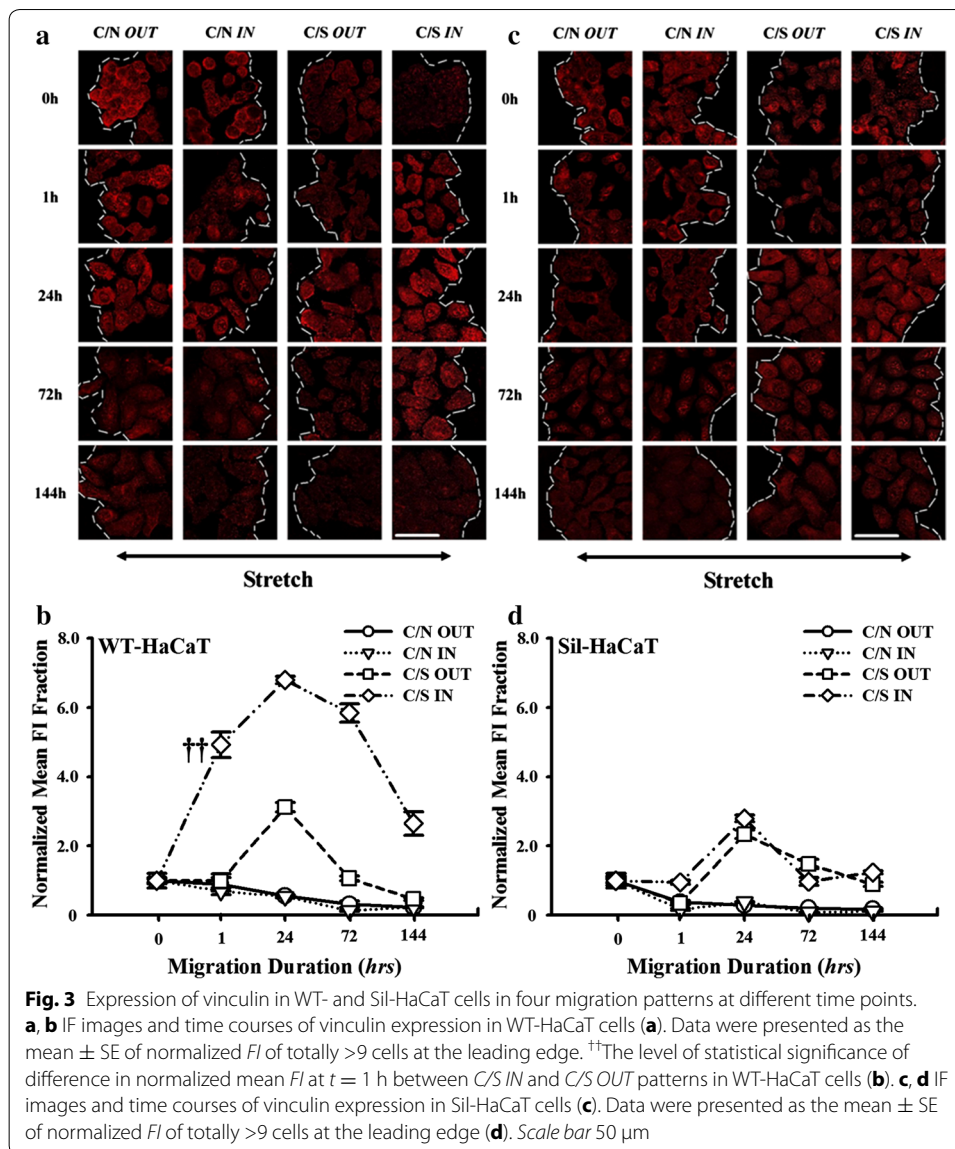 a
C/N OUT C/N IN C/S OUT C/S IN
0h
1h
24h
72h
144h
Stretch
c
C/N OUT C/N IN C/S OUT C/S IN
0h
1h
24h
72h
144h
Stretch
b
WT-HaCaT
C/N OUT
C/N IN
C/S OUT
C/S IN
8.0
6.0
4.0
2.0
0
††
Normalized Mean FI Fraction
0 1 24 72 144
Migration Duration (hrs)
d
Sil-HaCaT
C/N OUT
C/N IN
C/S OUT
C/S IN
8.0
6.0
4.0
2.0
0
Normalized Mean FI Fraction
0 1 24 72 144
Migration Duration (hrs)
Fig. 3 Expression of vinculin in WT- and Sil-HaCaT cells in four migration patterns at different time points.
a, b IF images and time courses of vinculin expression in WT-HaCaT cells (a). Data were presented as the
mean ± SE of normalized FI of totally >9 cells at the leading edge. ††The level of statistical significance of
difference in normalized mean FI at t = 1 h between C/S IN and C/S OUT patterns in WT-HaCaT cells (b). c, d IF
images and time courses of vinculin expression in Sil-HaCaT cells (c). Data were presented as the mean ± SE
of normalized FI of totally >9 cells at the leading edge (d). Scale bar 50 μm